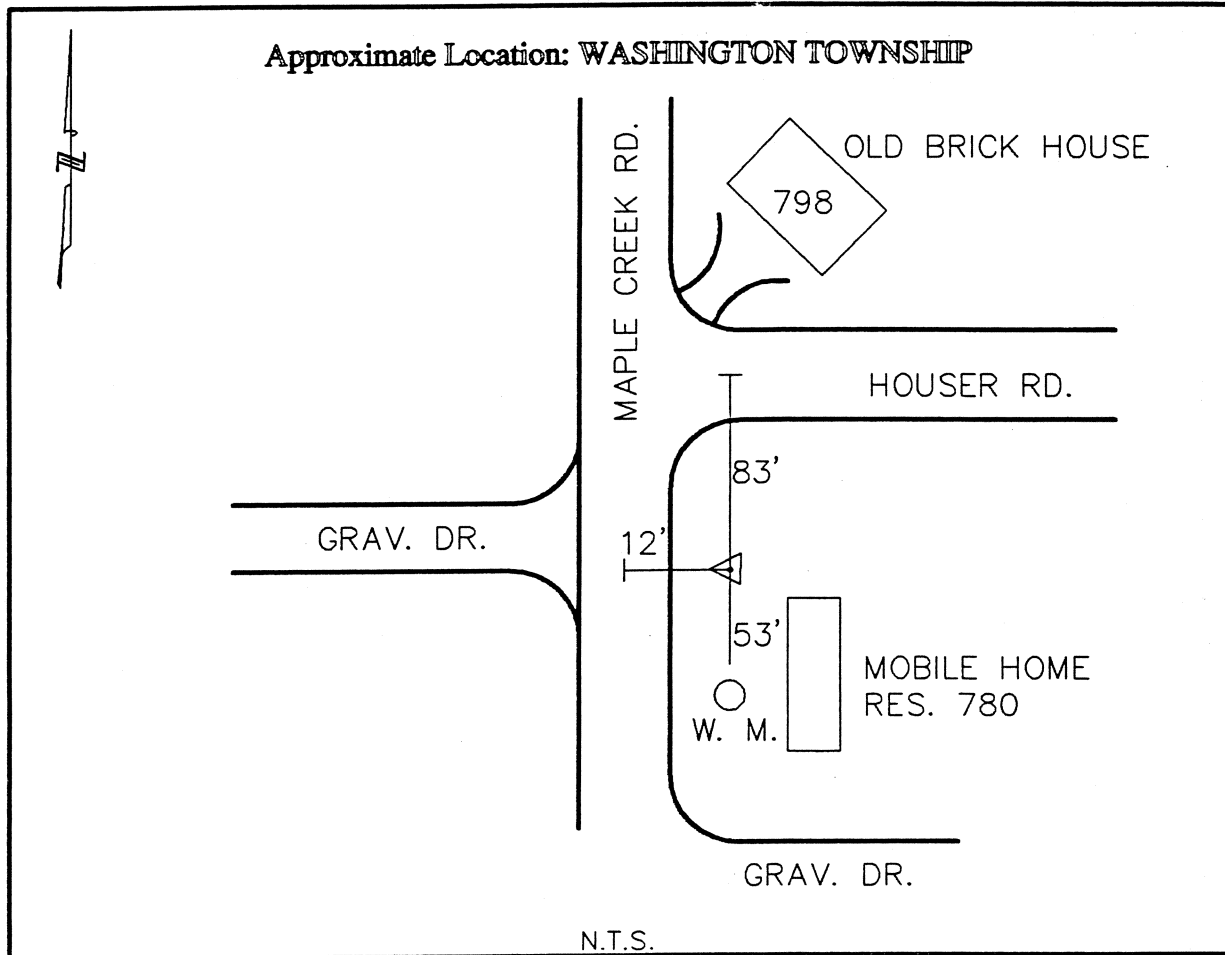 Approximate Location: WASHINGTON TOWNSHIP
N
MAPLE CREEK RD.
OLD BRICK HOUSE
798
HOUSER RD.
83'
GRAV. DR.
12'
53'
MOBILE HOME
RES. 780
W. M.
GRAV. DR.
N.T.S.